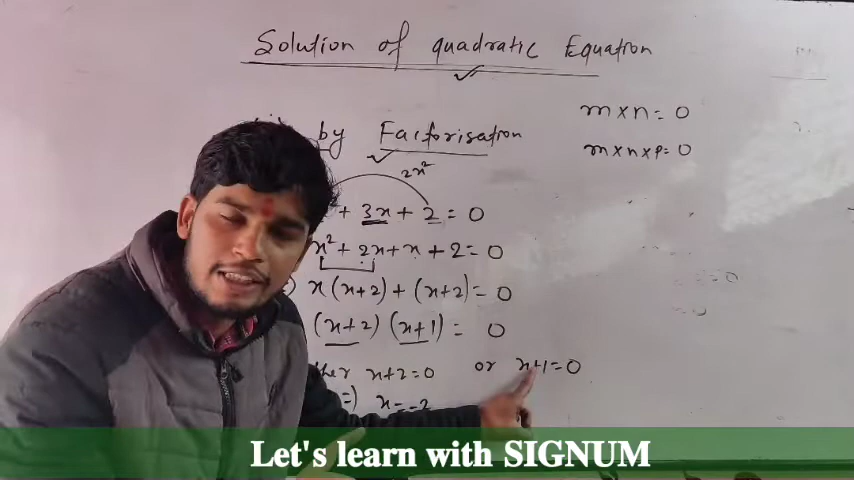 Solution of quadratic Equation
m×n=0
by Factorisation
m×n×p=0
2x²
+ 3x + 2 = 0
x² + 2x + x + 2 = 0
x(x+2) + (x+2) = 0
(x+2) (x+1) = 0
ther x+2=0 or x+1=0
=) x=-2
Let's learn with SIGNUM